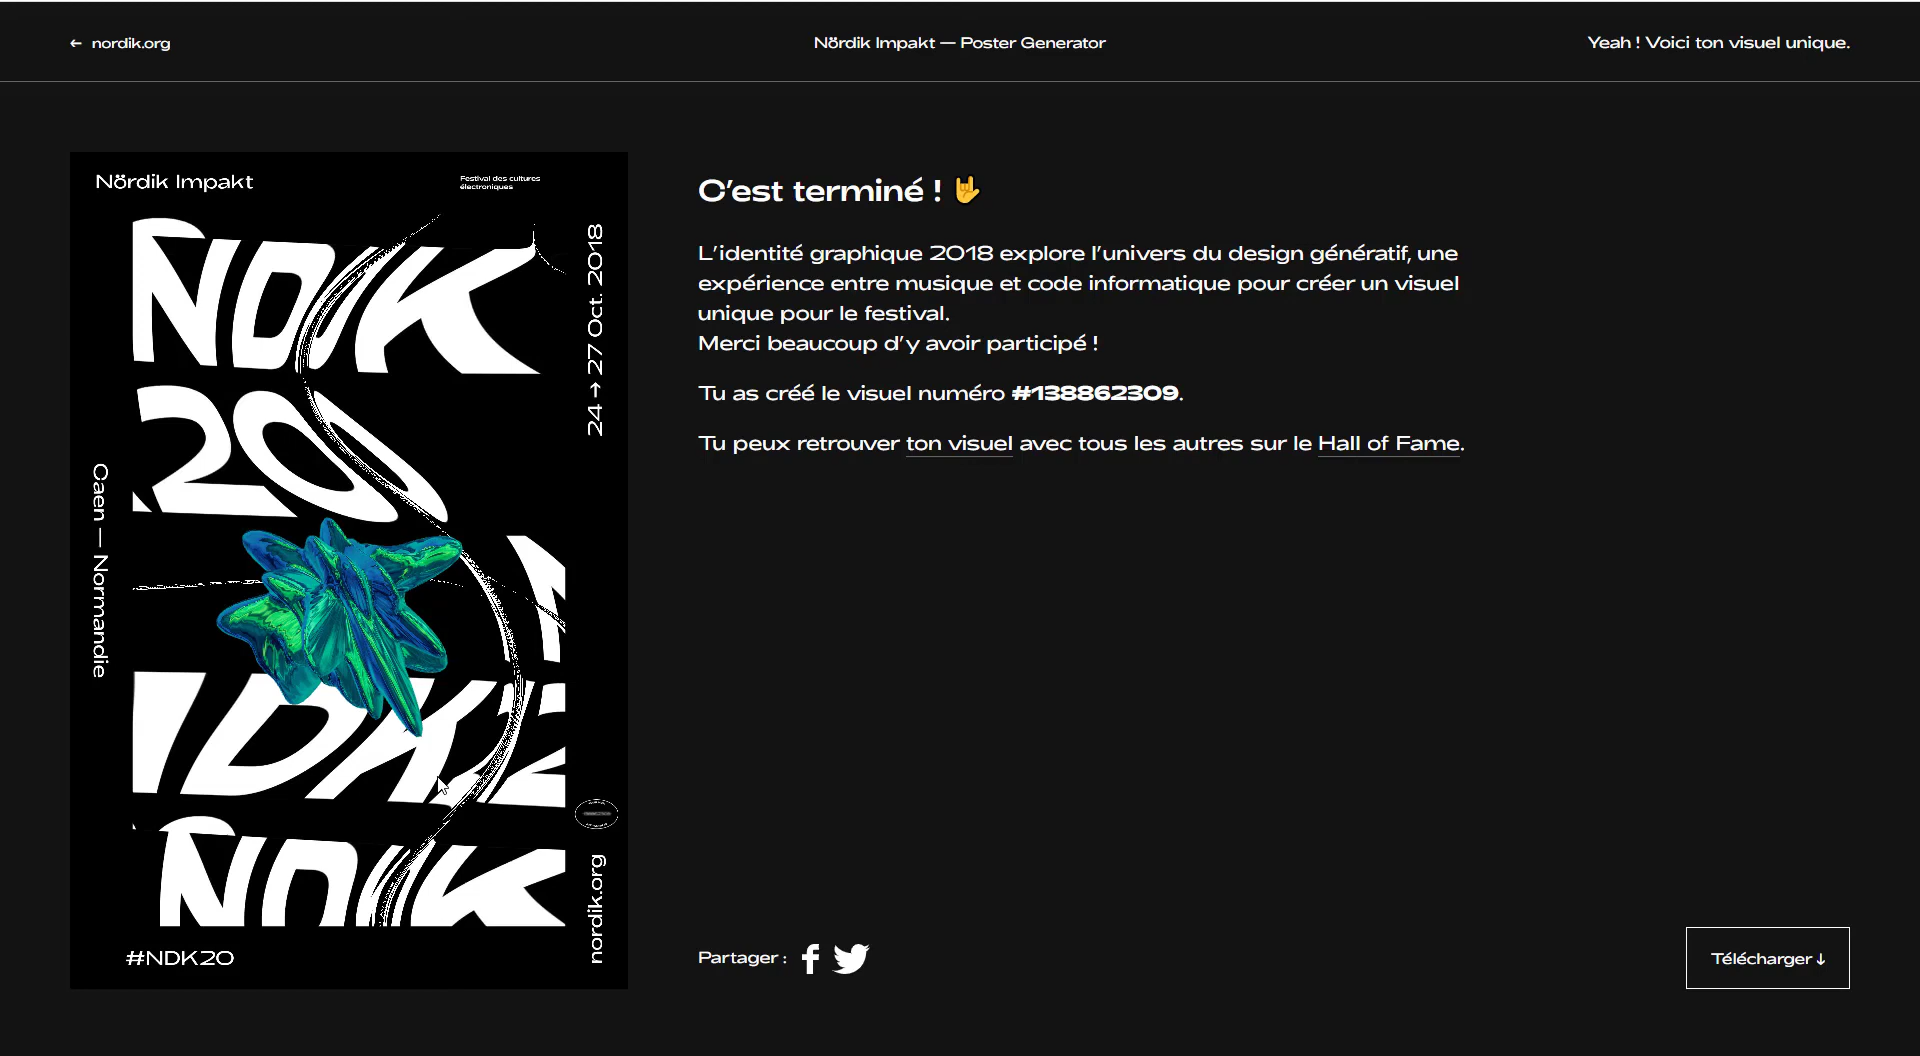 ← nordik.org
Nördik Impakt — Poster Generator
Yeah ! Voici ton visuel unique.
Nördik Impakt
Festival des cultures
électroniques
24 → 27 Oct. 2018
Caen — Normandie
NDK
20
NDK2
NDK
nordik.org
#NDK20
C’est terminé ! 🤘
L’identité graphique 2018 explore l’univers du design génératif, une
expérience entre musique et code informatique pour créer un visuel
unique pour le festival.
Merci beaucoup d’y avoir participé !
Tu as créé le visuel numéro #138862309.
Tu peux retrouver ton visuel avec tous les autres sur le Hall of Fame.
Partager :
Télécharger ↓